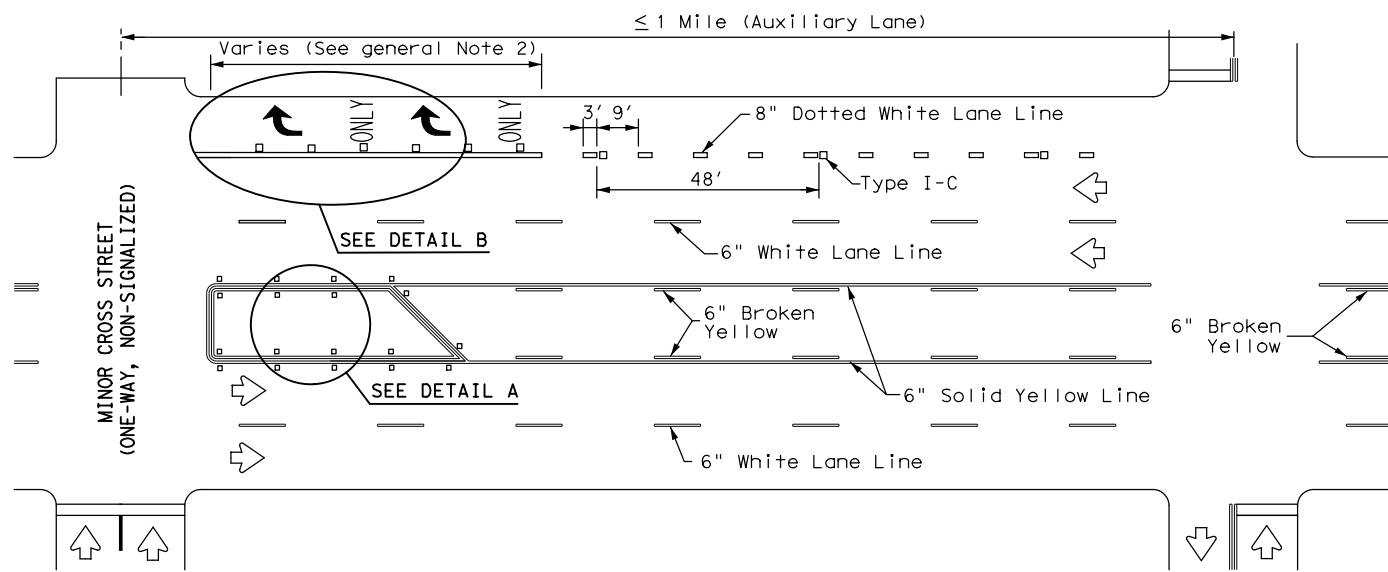 ≤ 1 Mile (Auxiliary Lane)
Varies (See general Note 2)
ONLY
ONLY
3' 9'
8" Dotted White Lane Line
48'
Type I-C
SEE DETAIL B
6" White Lane Line
MINOR CROSS STREET
(ONE-WAY, NON-SIGNALIZED)
6" Broken
Yellow
6" Broken
Yellow
SEE DETAIL A
6" Solid Yellow Line
6" White Lane Line